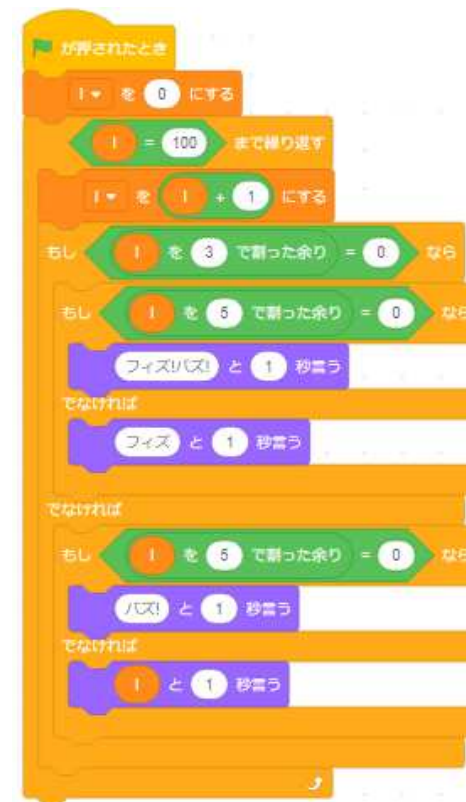 が押されたとき
I を 0 にする
I = 100 まで繰り返す
I を I + 1 にする
もし I を 3 で割った余り = 0 なら
もし I を 5 で割った余り = 0 なら
フィズ!バズ! と 1 秒言う
でなければ
フィズ と 1 秒言う
でなければ
もし I を 5 で割った余り = 0 なら
バズ! と 1 秒言う
でなければ
I と 1 秒言う